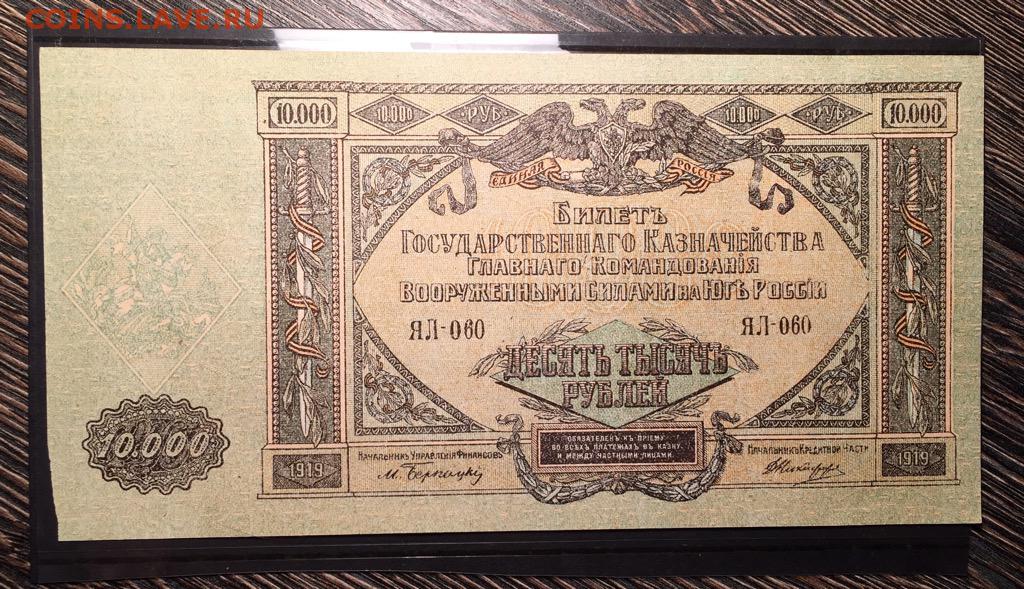 COINS.LAVE.RU
10.000 10.000 РУБ 10.000 РУБ 10.000
ЕДИНАЯ РОССІЯ
БИЛЕТЪ
ГОСУДАРСТВЕННАГО КАЗНАЧЕЙСТВА
ГЛАВНАГО КОМАНДОВАНІЯ
ВООРУЖЕННЫМИ СИЛАМИ НА ЮГѢ РОССІИ
ЯЛ-060 ЯЛ-060
ДЕСЯТЬ ТЫСЯЧЪ
РУБЛЕЙ
10.000
ОБЯЗАТЕЛЕНЪ КЪ ПРІЕМУ
ВО ВСѢХЪ ПЛАТЕЖАХЪ ВЪ КАЗНУ
И МЕЖДУ ЧАСТНЫМИ ЛИЦАМИ.
НАЧАЛЬНИКЪ УПРАВЛЕНІЯ ФИНАНСОВЪ НАЧАЛЬНИКЪ КРЕДИТНОЙ ЧАСТИ
1919 М. Бернацкій 1919